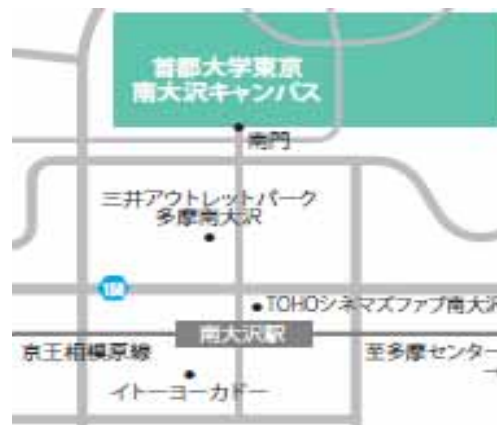 首都大学東京
南大沢キャンパス
南門
三井アウトレットパーク
多摩南大沢
158
TOHOシネマズファブ南大沢
南大沢駅
京王相模原線
至多摩センター
→
イトーヨーカドー